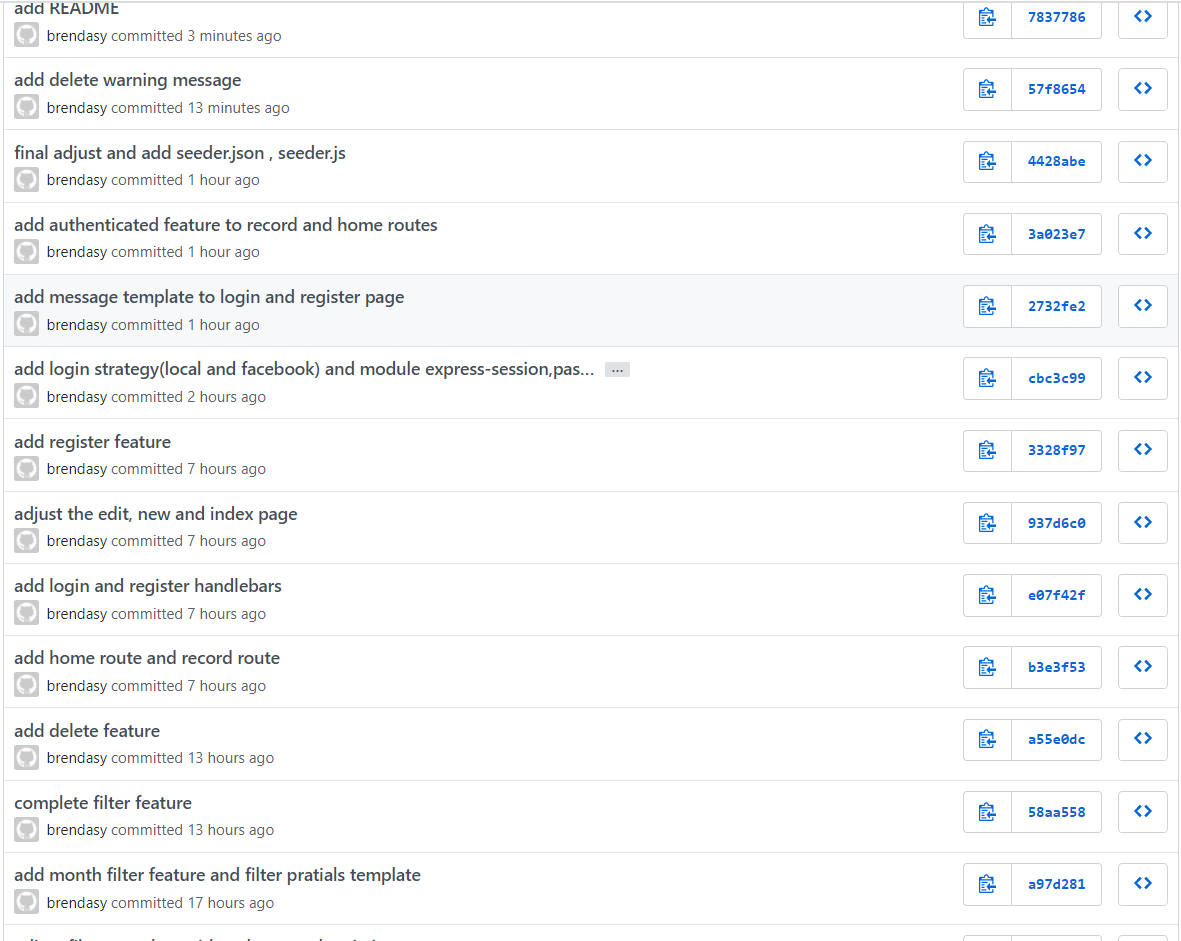 add README
7837786
brendasy committed 3 minutes ago
add delete warning message
57f8654
brendasy committed 13 minutes ago
final adjust and add seeder.json , seeder.js
4428abe
brendasy committed 1 hour ago
add authenticated feature to record and home routes
3a023e7
brendasy committed 1 hour ago
add message template to login and register page
2732fe2
brendasy committed 1 hour ago
add login strategy(local and facebook) and module express-session,pas... …
cbc3c99
brendasy committed 2 hours ago
add register feature
3328f97
brendasy committed 7 hours ago
adjust the edit, new and index page
937d6c0
brendasy committed 7 hours ago
add login and register handlebars
e07f42f
brendasy committed 7 hours ago
add home route and record route
b3e3f53
brendasy committed 7 hours ago
add delete feature
a55e0dc
brendasy committed 13 hours ago
complete filter feature
58aa558
brendasy committed 13 hours ago
add month filter feature and filter pratials template
a97d281
brendasy committed 17 hours ago